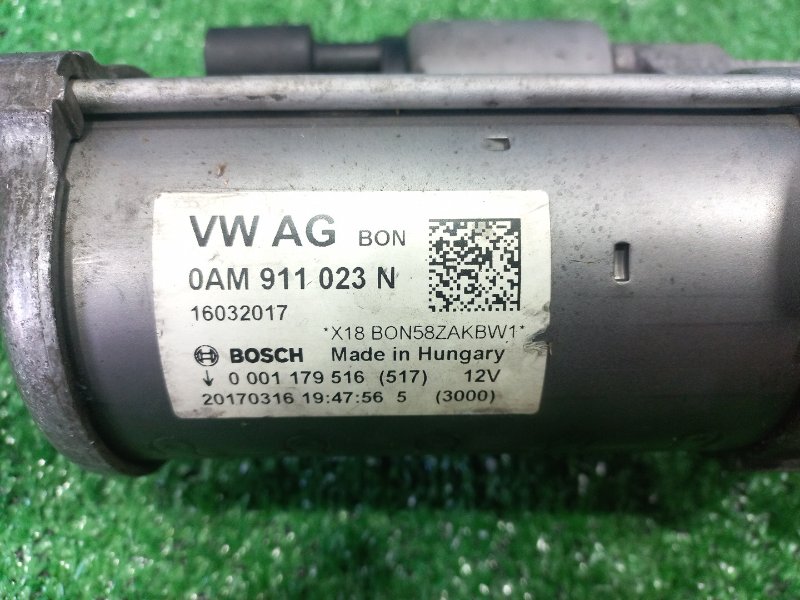 VW AG BON
0AM 911 023 N
16032017
*X18 BON58ZAKBW1*
BOSCH Made in Hungary
↓ 0 001 179 516 (517) 12V
20170316 19:47:56 5 (3000)